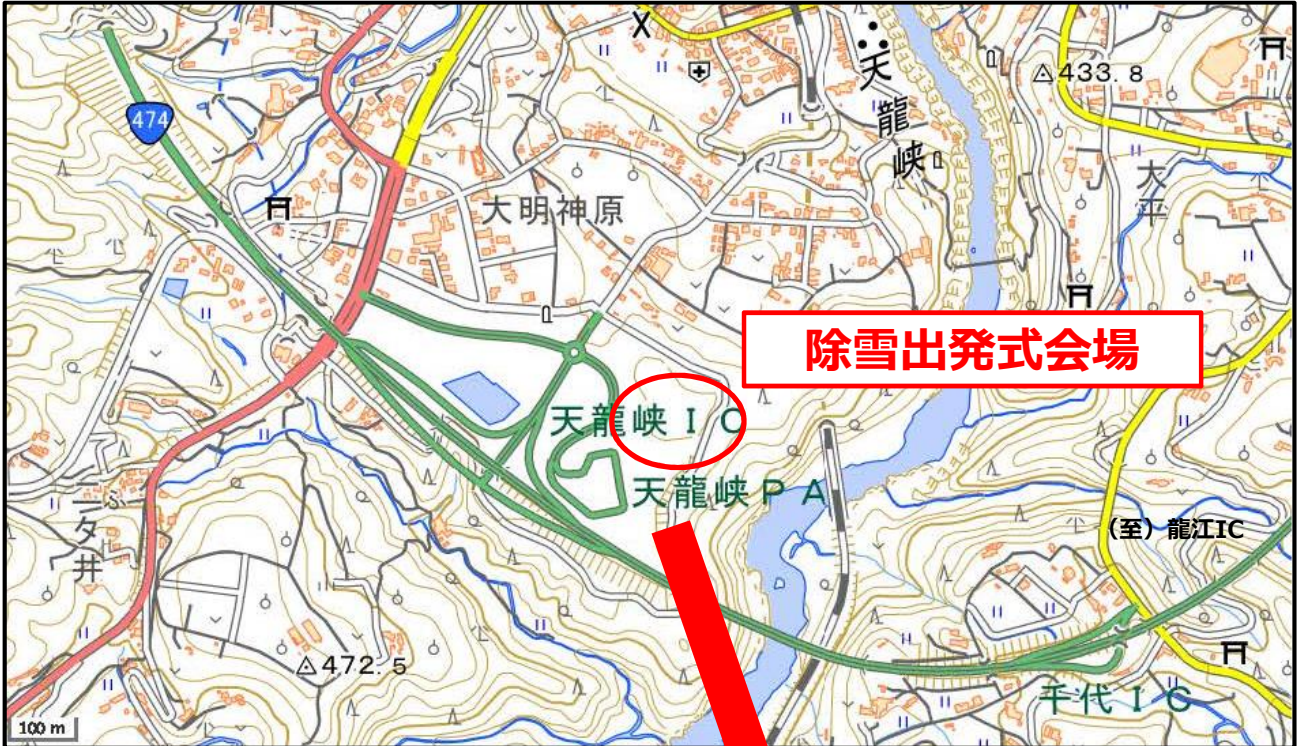 天龍峡
433.8
474
大平
大明神原
除雪出発式会場
天龍峡IC
天龍峡PA
(至)龍江IC
二タ井
472.5
千代IC
100 m